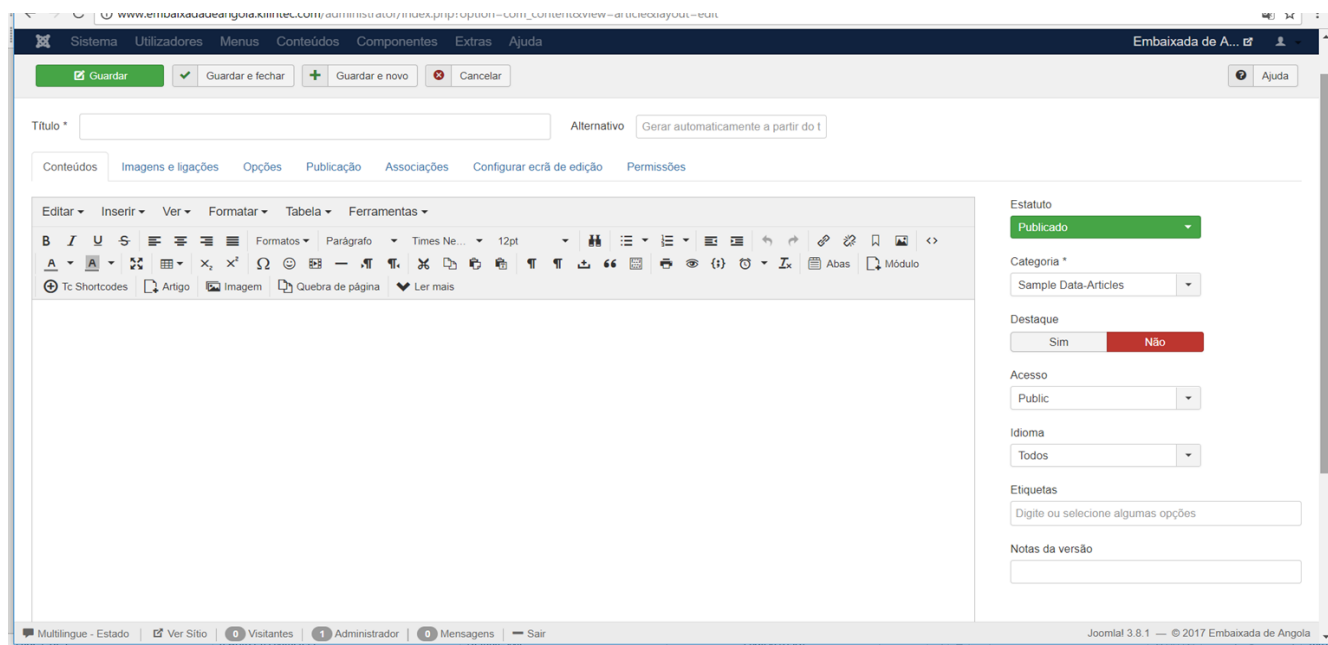 www.embaixadadeangola.kilintec.com/administrator/index.php?option=com_content&view=article&layout=edit
Sistema Utilizadores Menus Conteúdos Componentes Extras Ajuda Embaixada de A...
Guardar Guardar e fechar Guardar e novo Cancelar Ajuda
Título * Alternativo Gerar automaticamente a partir do t
Conteúdos Imagens e ligações Opções Publicação Associações Configurar ecrã de edição Permissões
Editar Inserir Ver Formatar Tabela Ferramentas
B I U S Formatos Parágrafo Times Ne... 12pt
A A Abas Módulo
Tc Shortcodes Artigo Imagem Quebra de página Ler mais
Estatuto
Publicado
Categoria *
Sample Data-Articles
Destaque
Sim Não
Acesso
Public
Idioma
Todos
Etiquetas
Digite ou selecione algumas opções
Notas da versão
Multilingue - Estado Ver Sítio 0 Visitantes 1 Administrador 0 Mensagens Sair Joomla! 3.8.1 — © 2017 Embaixada de Angola